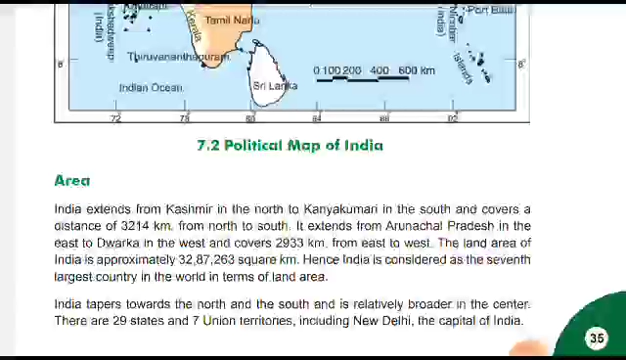 (India)
Kerala
Tamil Nadu
Port Blair
(India)
Islands
8°
Thiruvananthapuram
8°
0 100 200 400 600 km
Indian Ocean
Sri Lanka
72
84
88
7.2 Political Map of India
Area
India extends from Kashmir in the north to Kanyakumari in the south and covers a
distance of 3214 km. from north to south. It extends from Arunachal Pradesh in the
east to Dwarka in the west and covers 2933 km. from east to west. The land area of
India is approximately 32,87,263 square km. Hence India is considered as the seventh
largest country in the world in terms of land area.
India tapers towards the north and the south and is relatively broader in the center.
There are 29 states and 7 Union territories, including New Delhi, the capital of India.
35